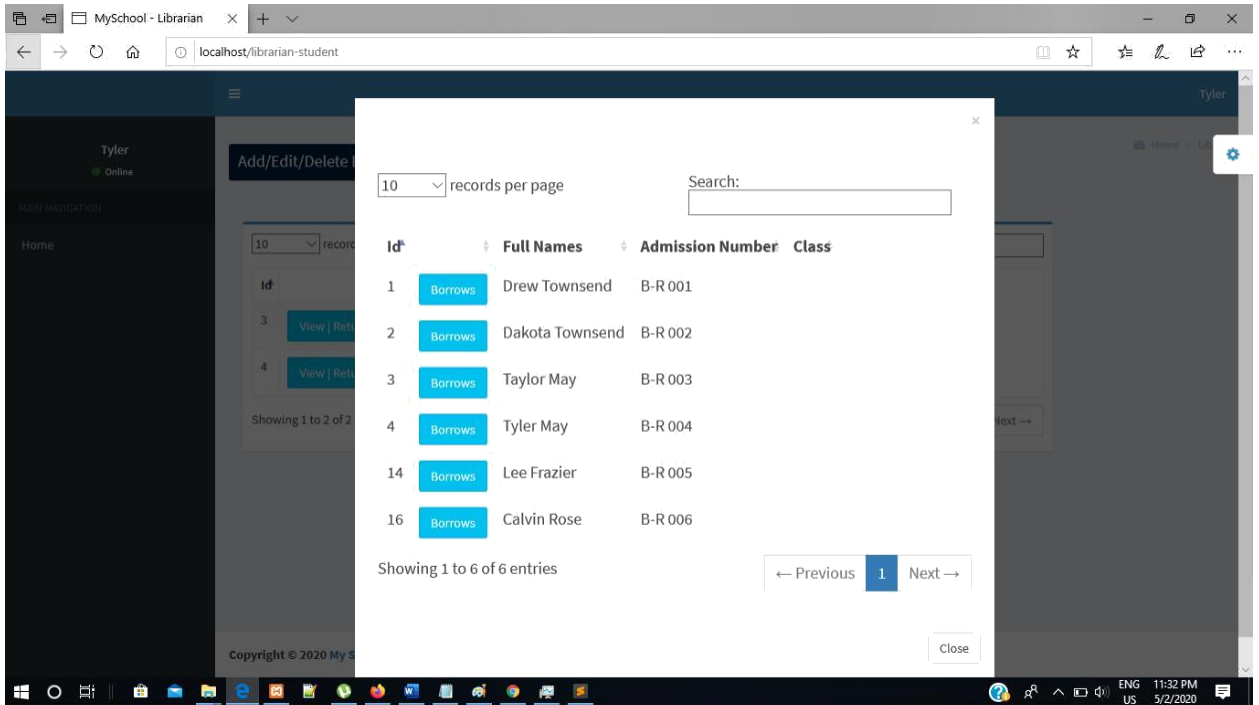 MySchool - Librarian
localhost/librarian-student
Tyler
Tyler
Online
MAIN NAVIGATION
Home
Add/Edit/Delete
Home >
10 records per page
Search:
Id Full Names Admission Number Class
1 Borrows Drew Townsend B-R 001
2 Borrows Dakota Townsend B-R 002
3 Borrows Taylor May B-R 003
4 Borrows Tyler May B-R 004
14 Borrows Lee Frazier B-R 005
16 Borrows Calvin Rose B-R 006
Showing 1 to 6 of 6 entries
← Previous 1 Next →
Close
10
Id
3 View |
4 View |
Showing 1 to 2 of 2
Next →
Copyright © 2020 My
ENG 11:32 PM
US 5/2/2020